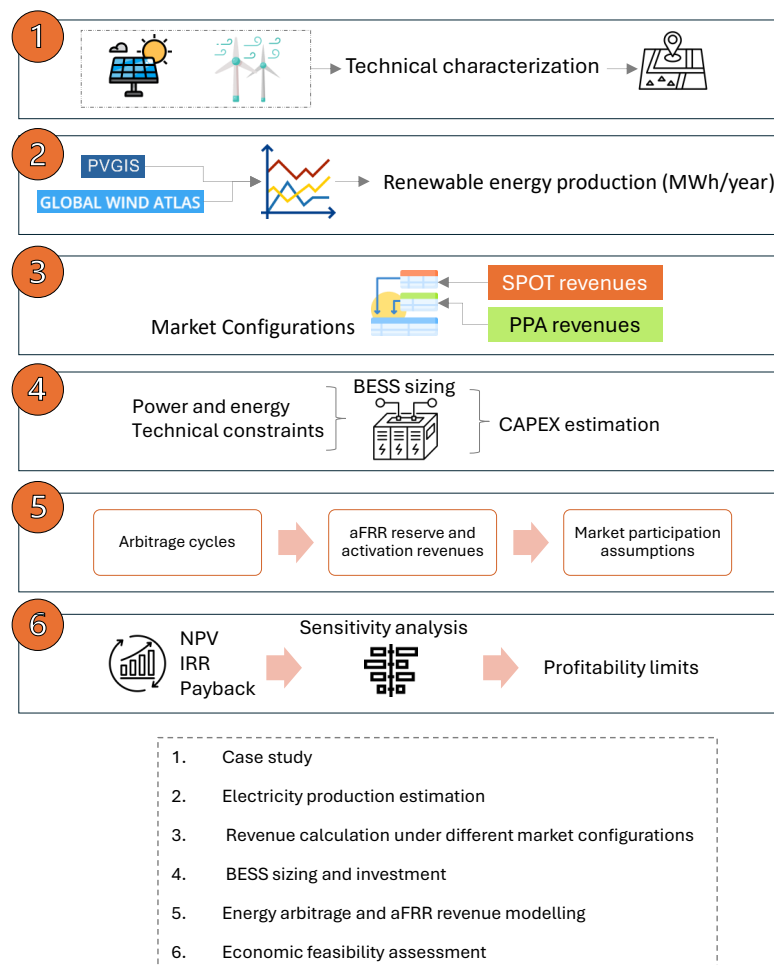 1
Technical characterization
2
PVGIS
GLOBAL WIND ATLAS
Renewable energy production (MWh/year)
3
SPOT revenues
Market Configurations
PPA revenues
4
BESS sizing
Power and energy
Technical constraints
CAPEX estimation
5
Arbitrage cycles
aFRR reserve and
activation revenues
Market participation
assumptions
6
NPV
IRR
Payback
Sensitivity analysis
Profitability limits
1. Case study
2. Electricity production estimation
3. Revenue calculation under different market configurations
4. BESS sizing and investment
5. Energy arbitrage and aFRR revenue modelling
6. Economic feasibility assessment